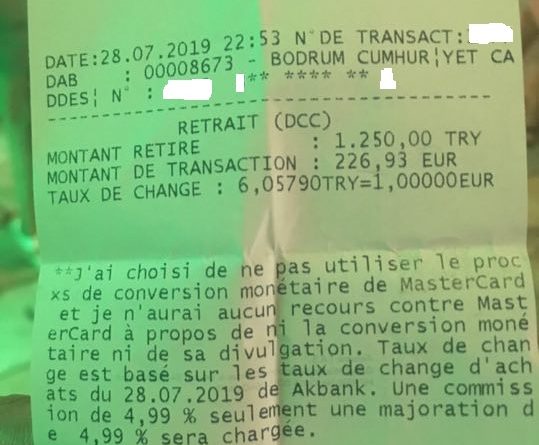 DATE:28.07.2019 22:53 N°DE TRANSACT:
DAB : 00008673 - BODRUM CUMHUR¦YET CA
DDES¦ N° : ** **** **
RETRAIT (DCC)
MONTANT RETIRE : 1.250,00 TRY
MONTANT DE TRANSACTION : 226,93 EUR
TAUX DE CHANGE : 6,05790TRY=1,00000EUR
**J'ai choisi de ne pas utiliser le proc
xs de conversion monétaire de MasterCard
et je n'aurai aucun recours contre Mast
erCard à propos de ni la conversion moné
taire ni de sa divulgation. Taux de chan
ge est basé sur les taux de change d'ach
ats du 28.07.2019 de Akbank. Une commiss
ion de 4,99 % seulement une majoration d
e 4,99 % sera chargée.